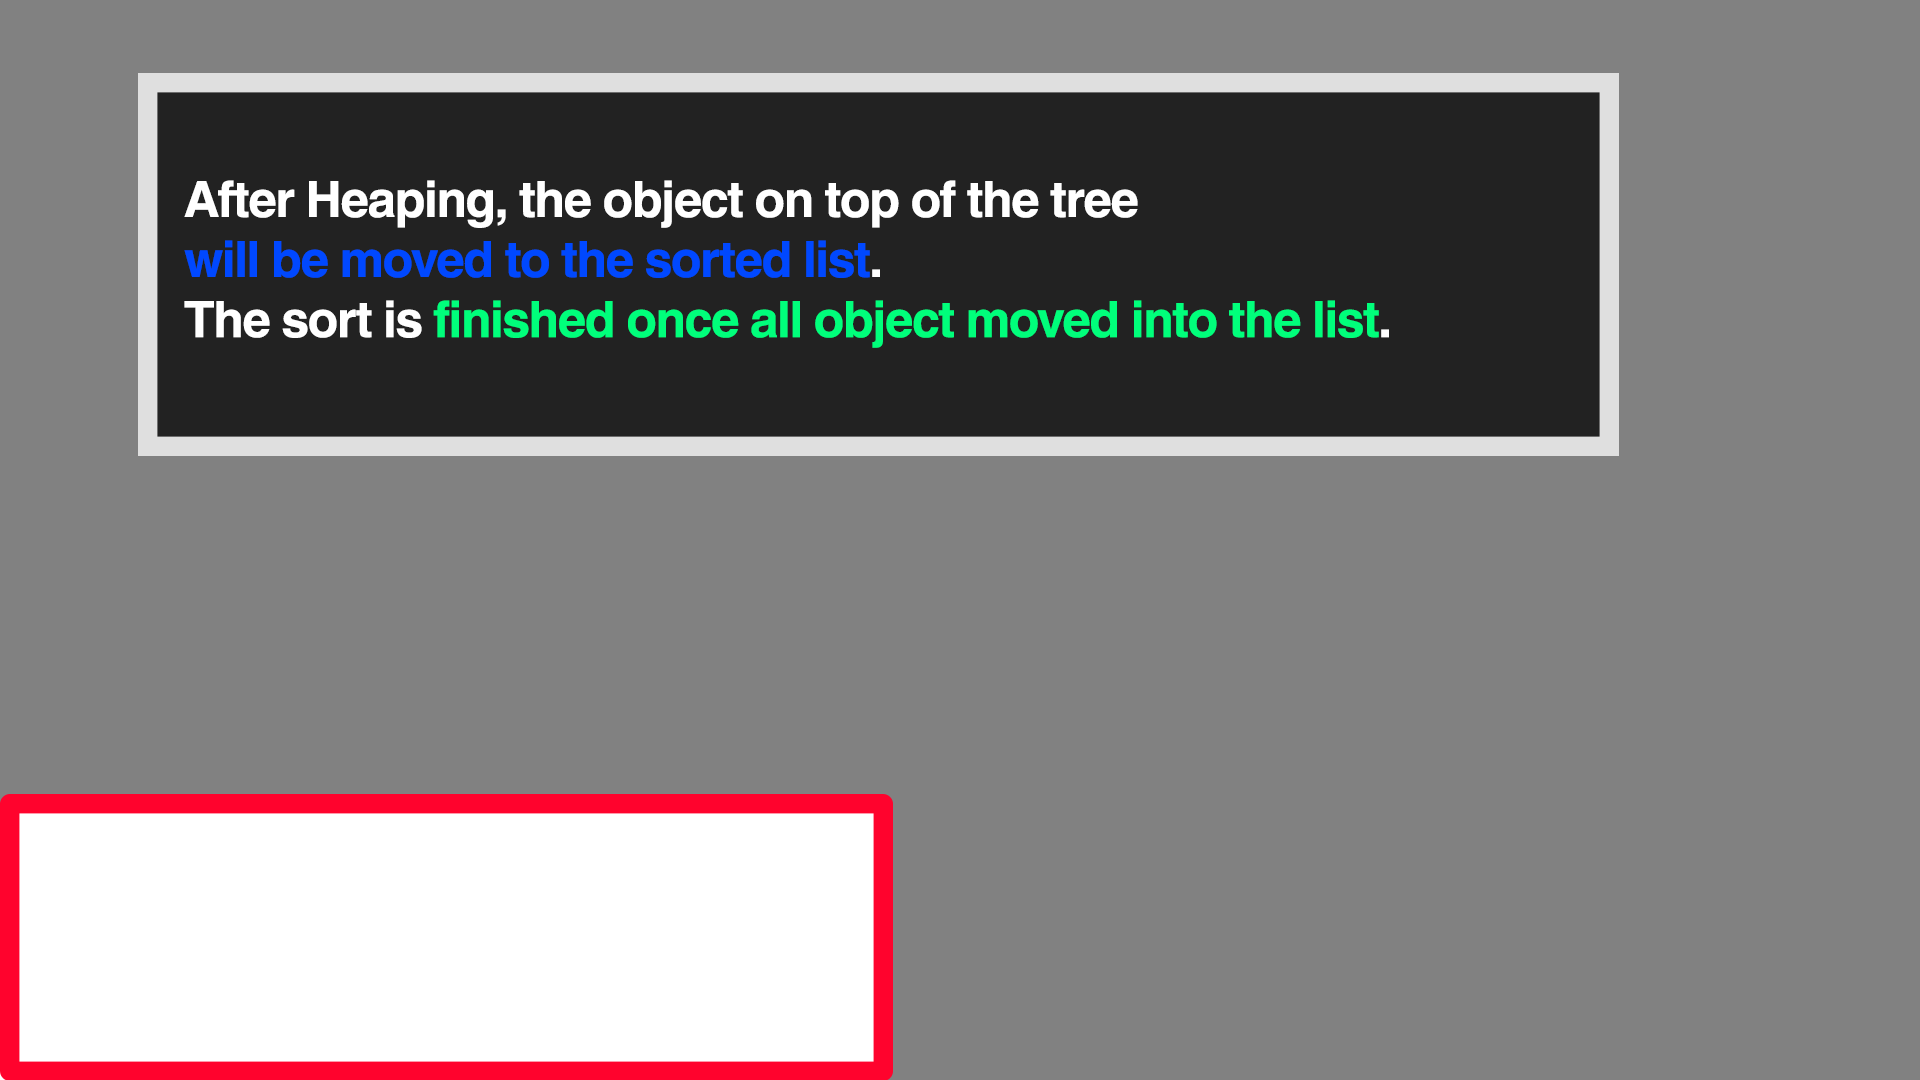 After Heaping, the object on top of the tree
will be moved to the sorted list.
The sort is finished once all object moved into the list.